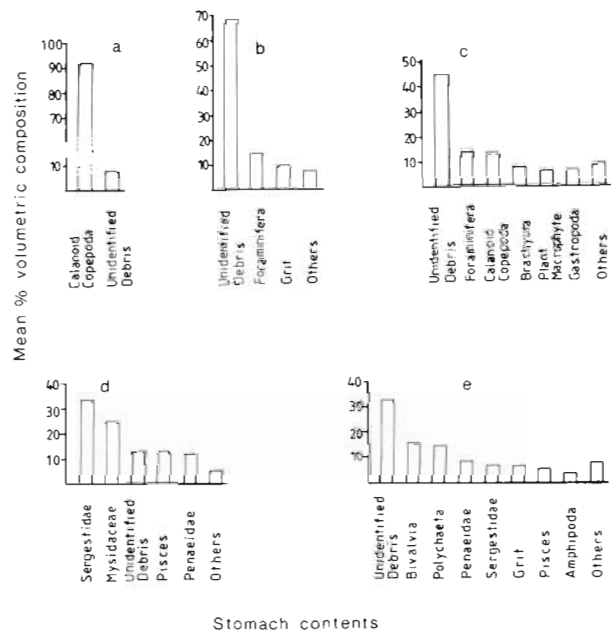 Mean % volumetric composition
a
100
90
80
70
10
Calanoid
Copepoda
Unidentified
Debris
b
70
60
50
40
30
20
10
Unidentified
Debris
Foraminifera
Grit
Others
c
50
40
30
20
10
Unidentified
Debris
Foraminifera
Calanoid
Copepoda
Brachyura
Plant
Macrophyte
Gastropoda
Others
d
40
30
20
10
Sergestidae
Mysidaceae
Unidentified
Debris
Pisces
Penaeidae
Others
e
40
30
20
10
Unidentified
Debris
Bivalvia
Polychaeta
Penaeidae
Sergestidae
Grit
Pisces
Amphipoda
Others
Stomach contents